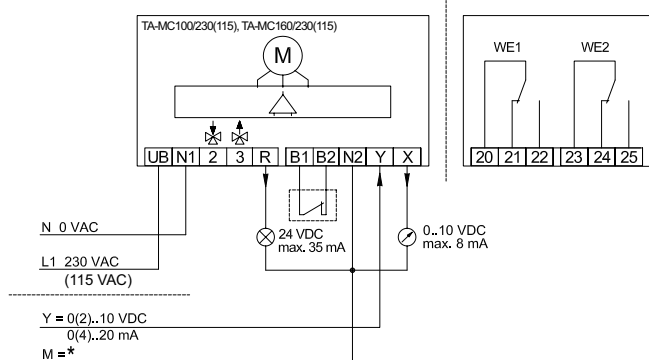 TA-MC100/230(115), TA-MC160/230(115)
M
UB N1 2 3 R B1 B2 N2 Y X
WE1 WE2
20 21 22 23 24 25
N 0 VAC
24 VDC
max. 35 mA
0..10 VDC
max. 8 mA
L1 230 VAC
(115 VAC)
Y = 0(2)..10 VDC
0(4)..20 mA
M = *